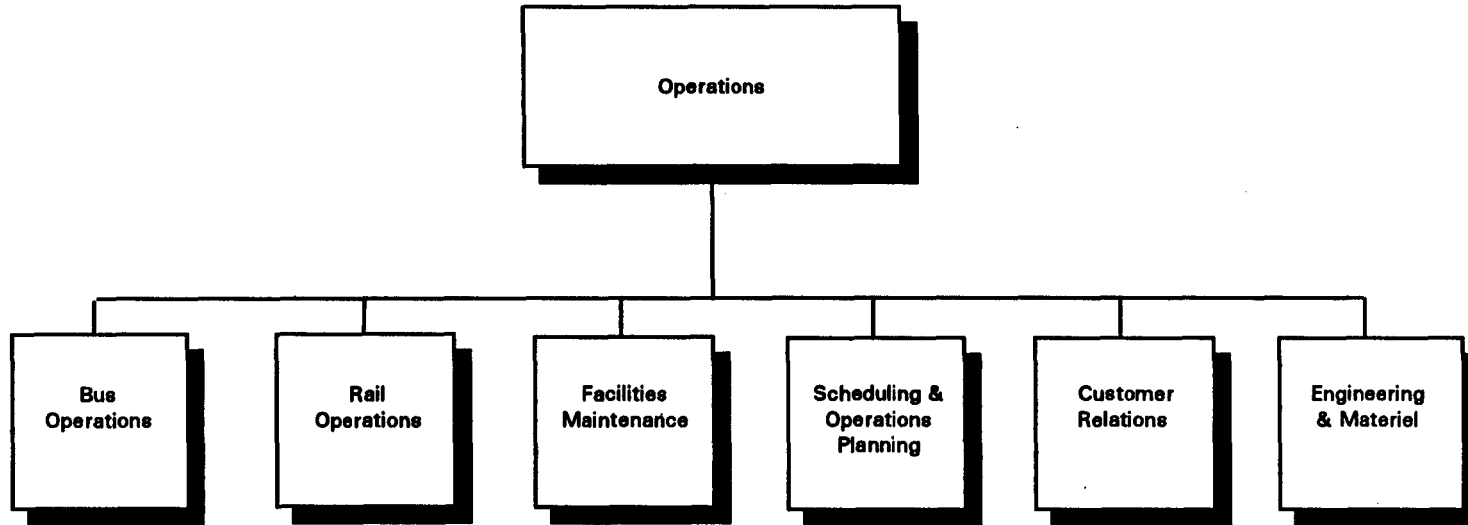 Operations
Bus
Operations
Rail
Operations
Facilities
Maintenance
Scheduling &
Operations
Planning
Customer
Relations
Engineering
& Materiel